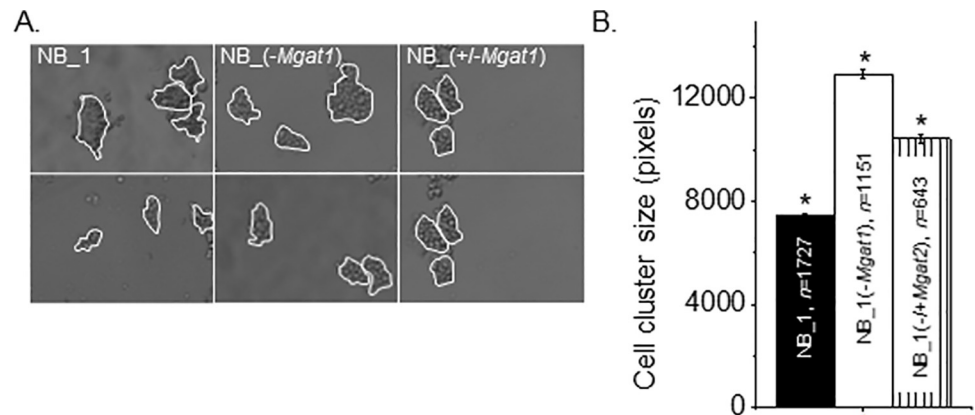 A.
NB_1
NB_(-Mgat1)
NB_(+/-Mgat1)
B.
Cell cluster size (pixels)
12000
8000
4000
0
*
*
*
NB_1, n=1727
NB_1(-Mgat1), n=1151
NB_1(-/+Mgat2), n=643